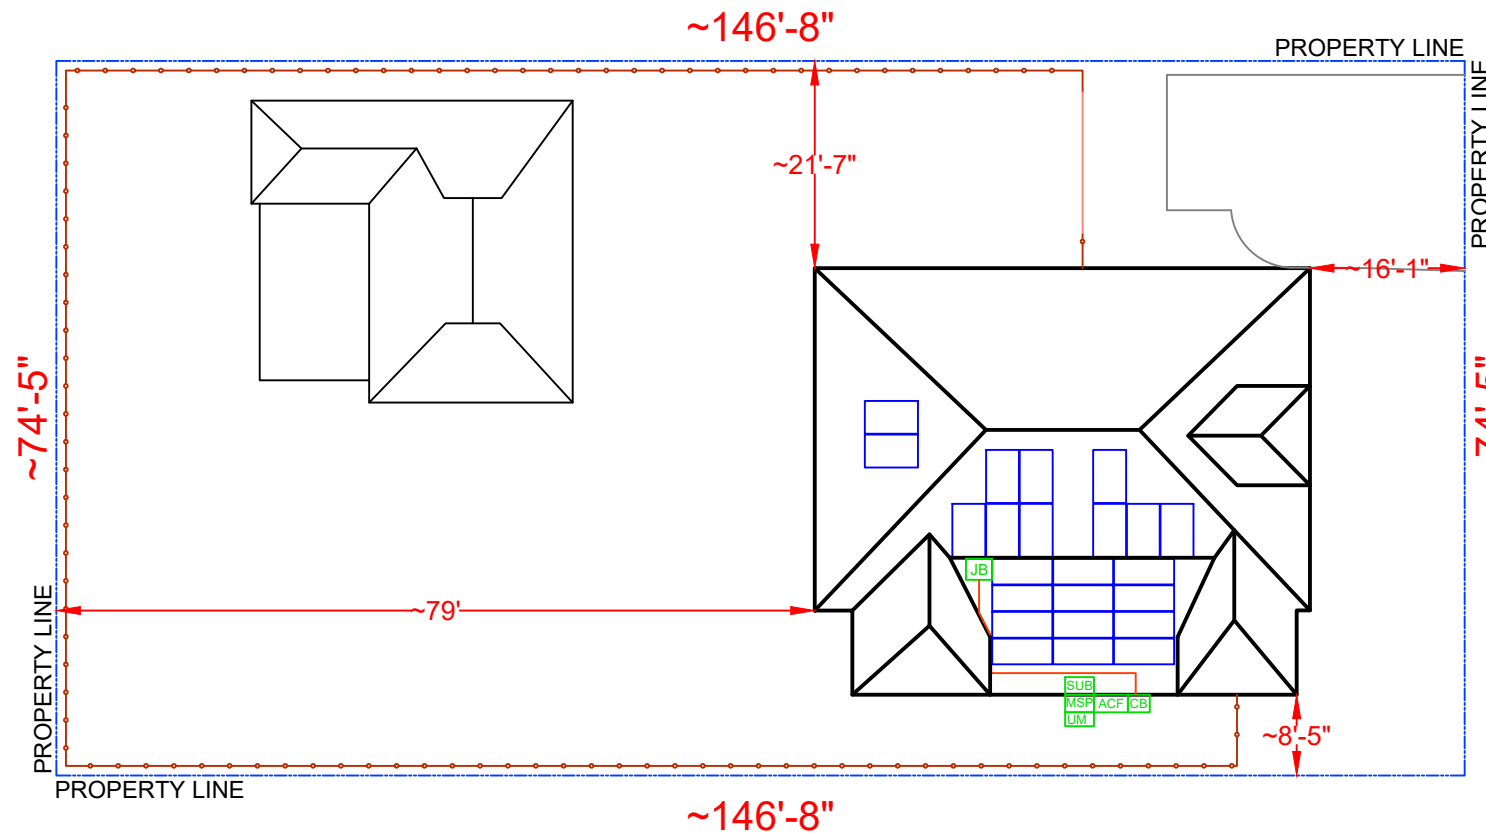 ~146'-8"
PROPERTY LINE
PROPERTY LINE
~21'-7"
~16'-1"
~74'-5"
JB
~79'
SUB
MSP ACF CB
UM
~8'-5"
PROPERTY LINE
PROPERTY LINE
~146'-8"